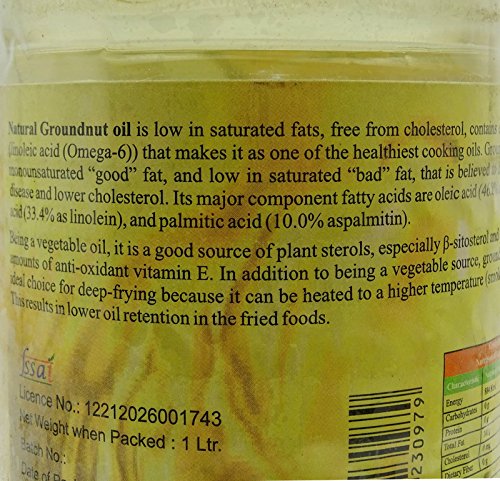 Natural Groundnut oil is low in saturated fats, free from cholesterol, contains
(linoleic acid (Omega-6)) that makes it as one of the healthiest cooking oils.
monounsaturated “good” fat, and low in saturated “bad” fat, that is believed to
disease and lower cholesterol. Its major component fatty acids are oleic acid
acid (33.4% as linolein), and palmitic acid (10.0% aspalmitin).
Being a vegetable oil, it is a good source of plant sterols, especially β-sitosterol
amounts of anti-oxidant vitamin E. In addition to being a vegetable source,
ideal choice for deep-frying because it can be heated to a higher temperature
This results in lower oil retention in the fried foods.
fssai
Licence No.: 12212026001743
Net Weight when Packed : 1 Ltr.
Batch No.:
230979
Energy
Carbohydrates
Protein
Total Fat
Cholesterol
Dietary Fiber